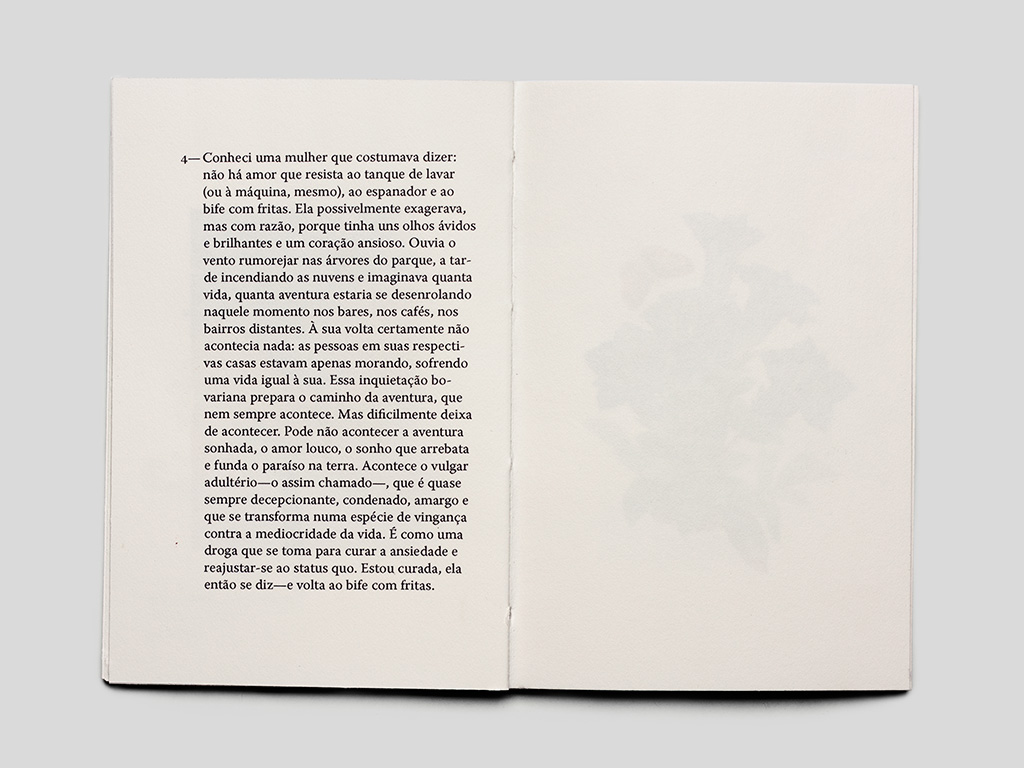 4—Conheci uma mulher que costumava dizer:
não há amor que resista ao tanque de lavar
(ou à máquina, mesmo), ao espanador e ao
bife com fritas. Ela possivelmente exagerava,
mas com razão, porque tinha uns olhos ávidos
e brilhantes e um coração ansioso. Ouvia o
vento rumorejar nas árvores do parque, a tar-
de incendiando as nuvens e imaginava quanta
vida, quanta aventura estaria se desenrolando
naquele momento nos bares, nos cafés, nos
bairros distantes. À sua volta certamente não
acontecia nada: as pessoas em suas respecti-
vas casas estavam apenas morando, sofrendo
uma vida igual à sua. Essa inquietação bo-
variana prepara o caminho da aventura, que
nem sempre acontece. Mas dificilmente deixa
de acontecer. Pode não acontecer a aventura
sonhada, o amor louco, o sonho que arrebata
e funda o paraíso na terra. Acontece o vulgar
adultério—o assim chamado—, que é quase
sempre decepcionante, condenado, amargo e
que se transforma numa espécie de vingança
contra a mediocridade da vida. É como uma
droga que se toma para curar a ansiedade e
reajustar-se ao status quo. Estou curada, ela
então se diz—e volta ao bife com fritas.